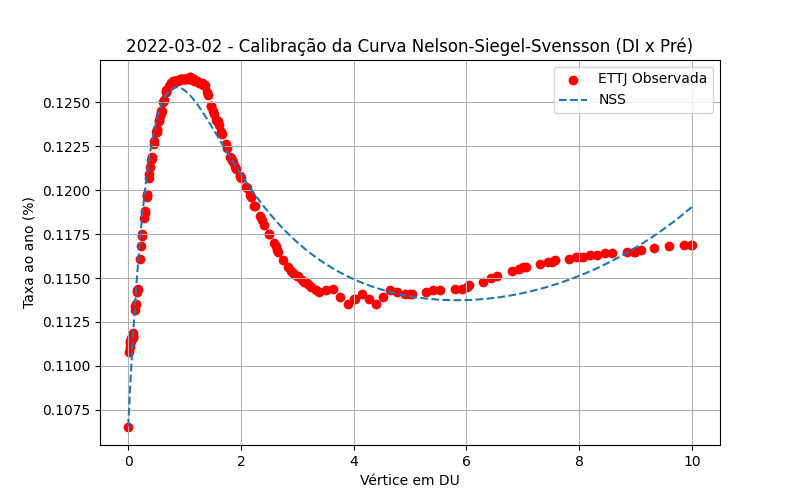 2022-03-02 - Calibração da Curva Nelson-Siegel-Svensson (DI x Pré)
ETTJ Observada
NSS
Taxa ao ano (%)
0.1250
0.1225
0.1200
0.1175
0.1150
0.1125
0.1100
0.1075
0 2 4 6 8 10
Vértice em DU